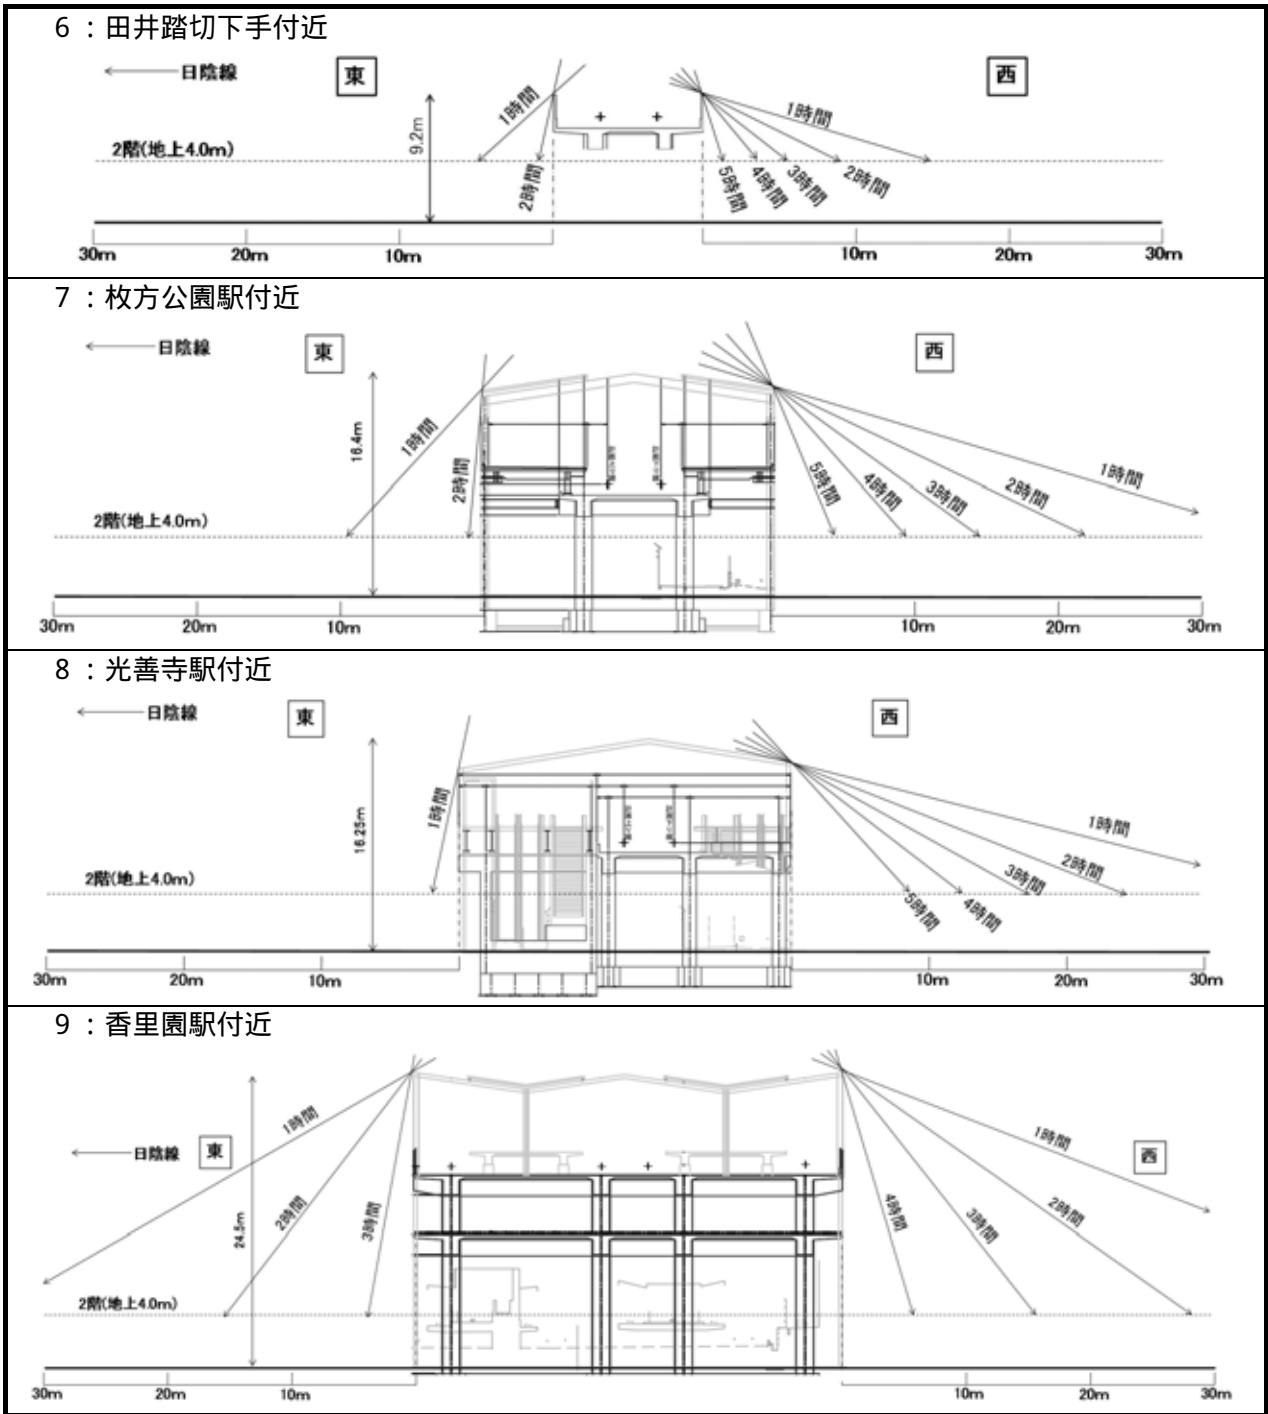 6：田井踏切下手付近
日陰線
東
西
1時間
1時間
9.2m
2階(地上4.0m)
2時間
5時間
4時間
3時間
2時間
30m
20m
10m
10m
20m
30m
7：枚方公園駅付近
日陰線
東
西
16.4m
1時間
2時間
5時間
4時間
3時間
2時間
1時間
2階(地上4.0m)
30m
20m
10m
10m
20m
30m
8：光善寺駅付近
日陰線
東
西
16.25m
1時間
1時間
2時間
3時間
4時間
5時間
2階(地上4.0m)
30m
20m
10m
10m
20m
30m
9：香里園駅付近
日陰線
東
西
1時間
2時間
3時間
24.5m
4時間
3時間
2時間
1時間
2階(地上4.0m)
30m
20m
10m
10m
20m
30m